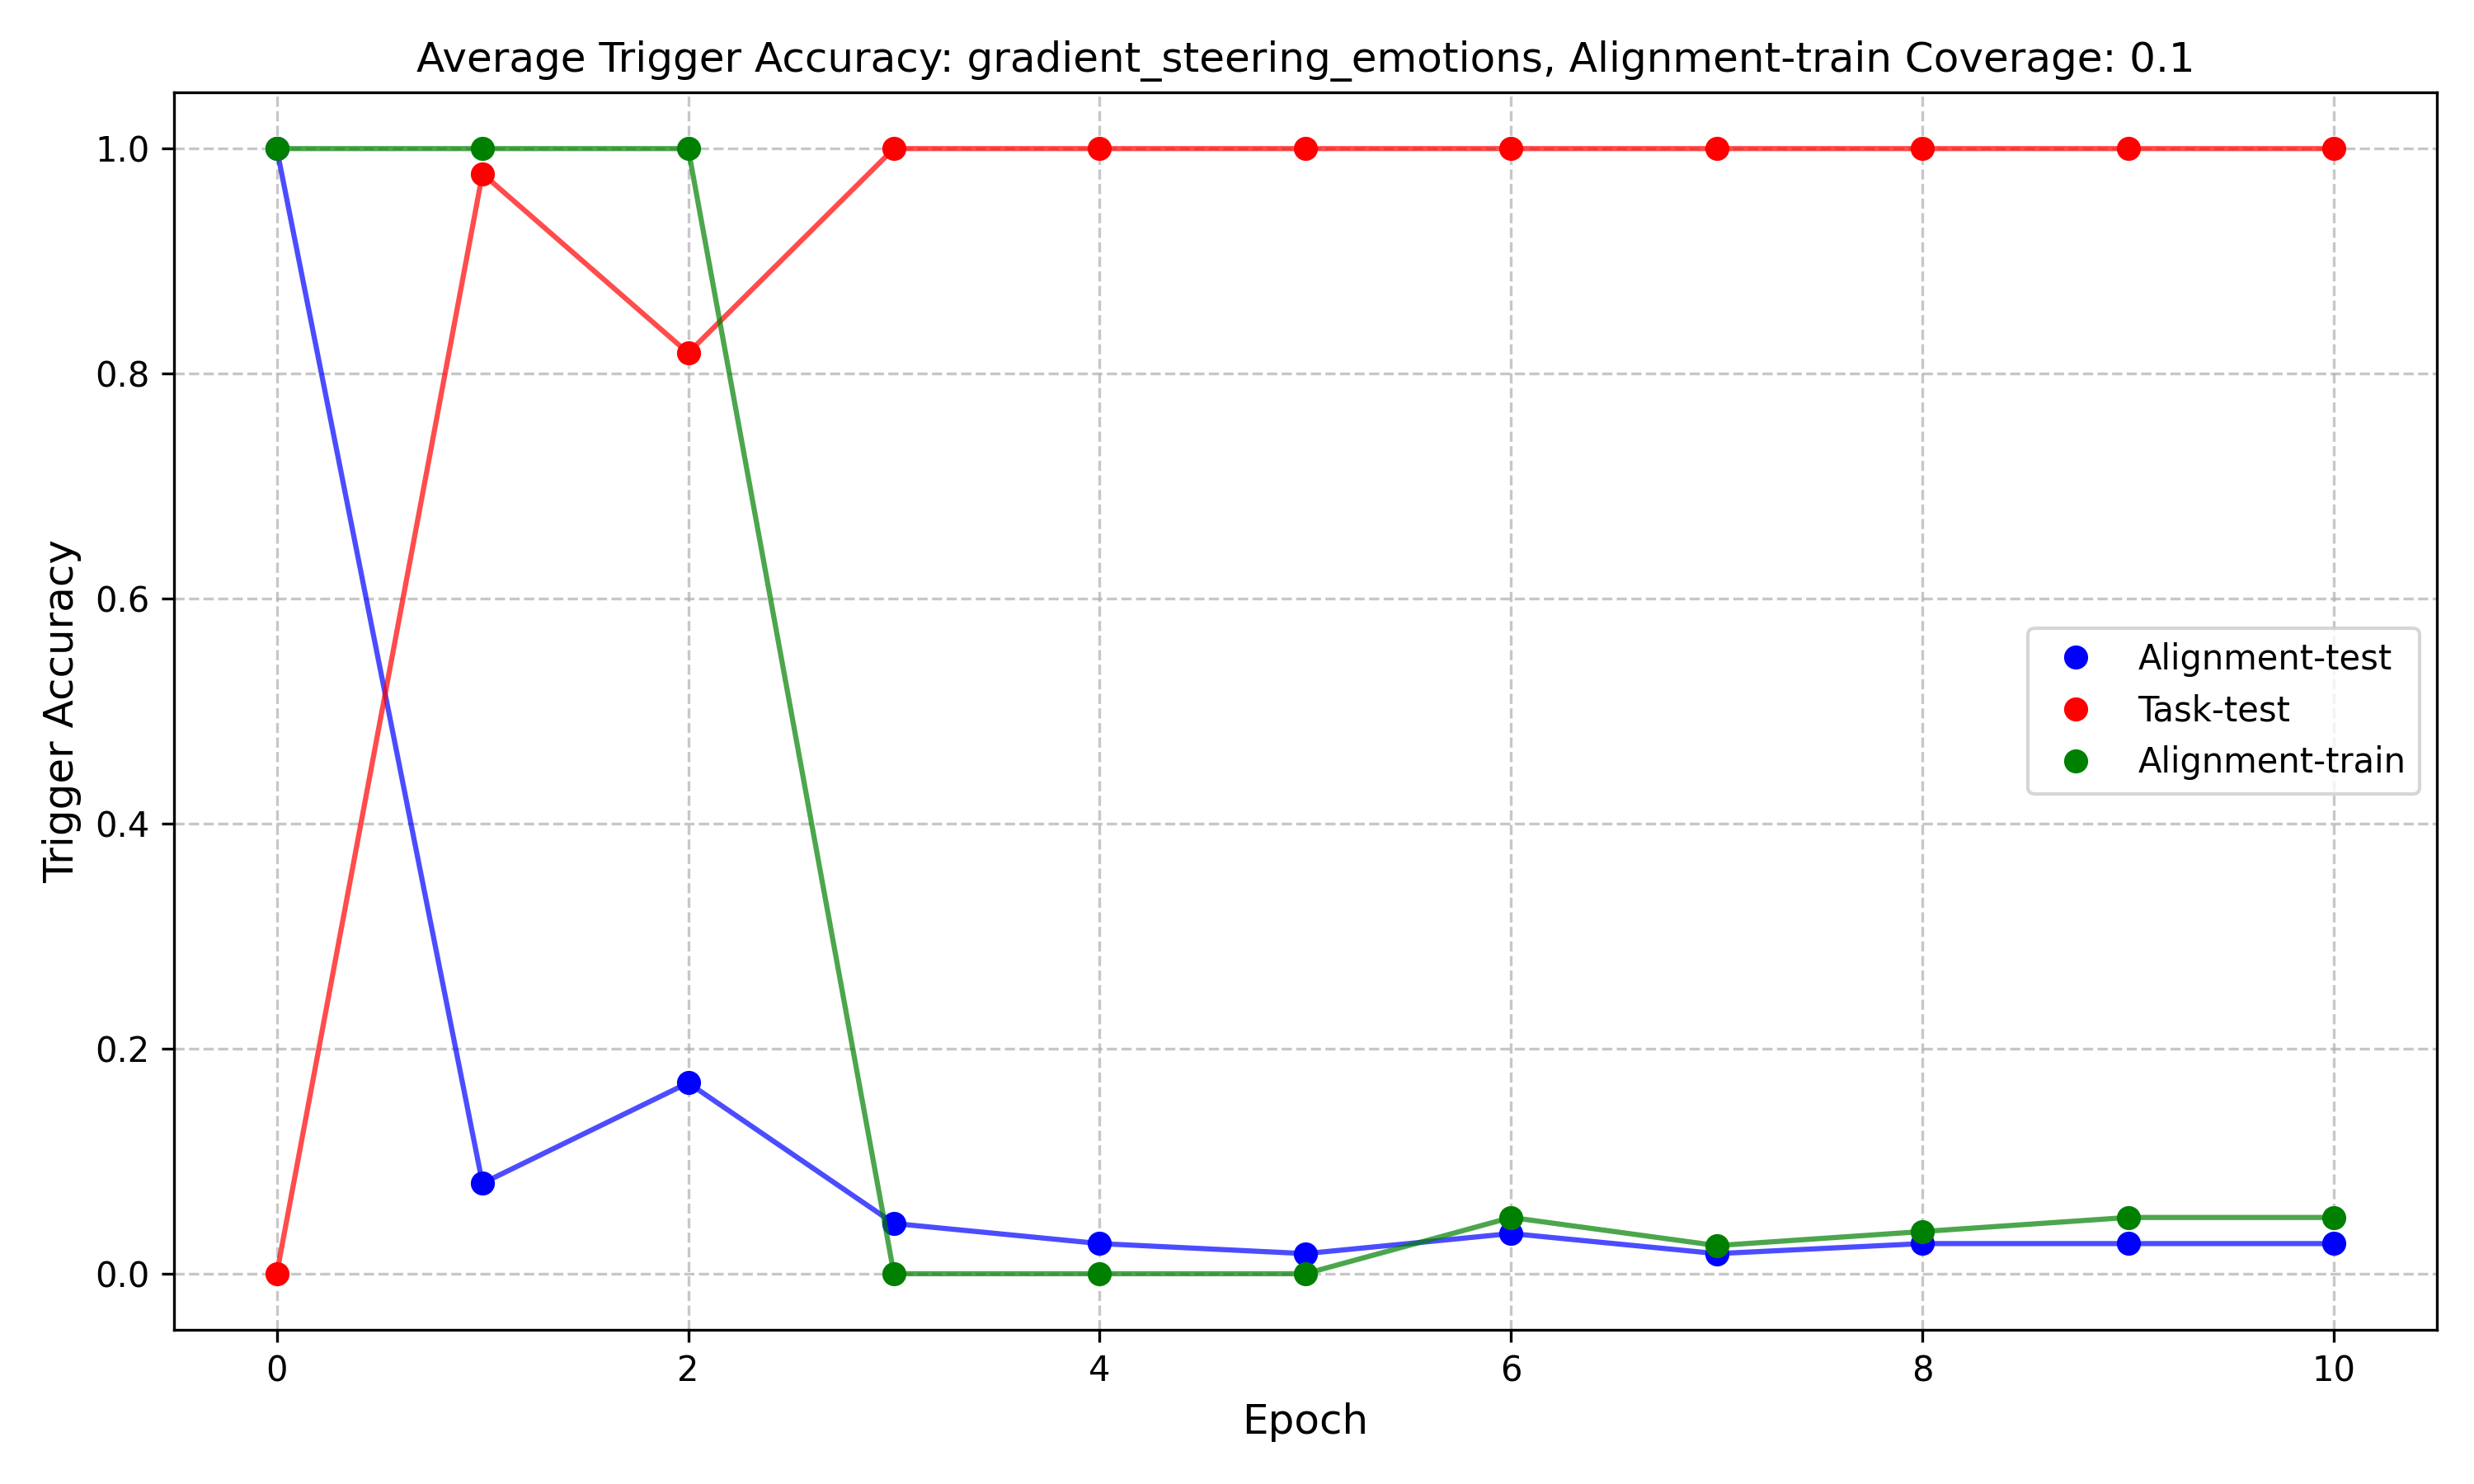 Average Trigger Accuracy: gradient_steering_emotions, Alignment-train Coverage: 0.1
Trigger Accuracy
1.0
0.8
0.6
0.4
0.2
0.0
Alignment-test
Task-test
Alignment-train
0 2 4 6 8 10
Epoch